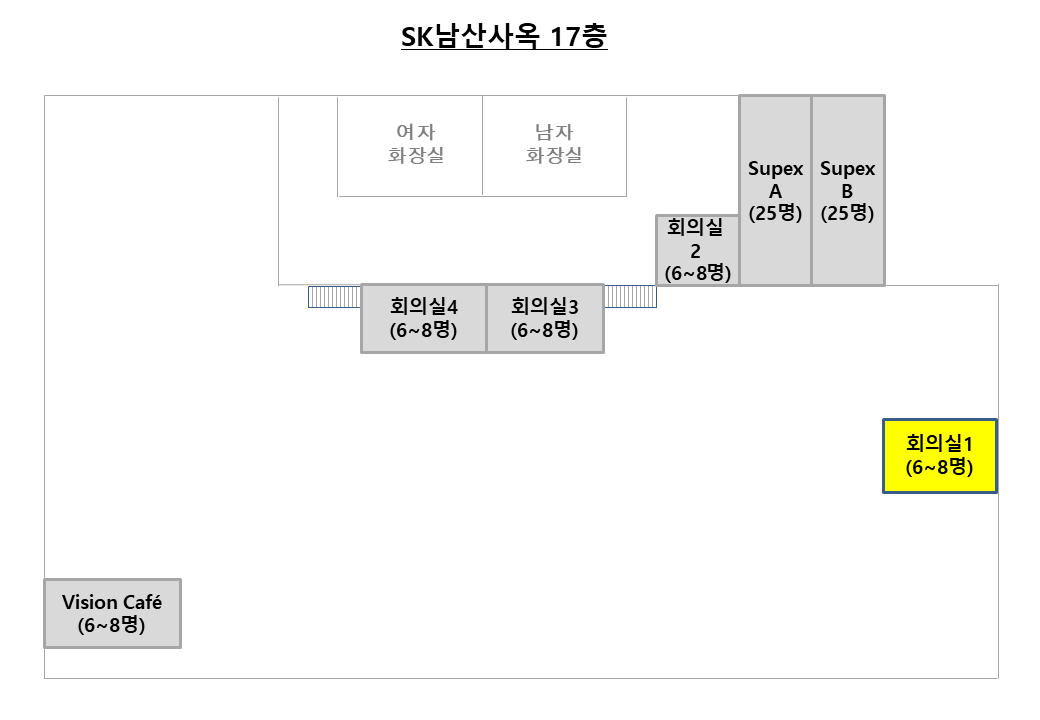 SK남산사옥 17층
여자
화장실
남자
화장실
Supex
A
(25명)
Supex
B
(25명)
회의실
2
(6~8명)
회의실4
(6~8명)
회의실3
(6~8명)
회의실1
(6~8명)
Vision Café
(6~8명)